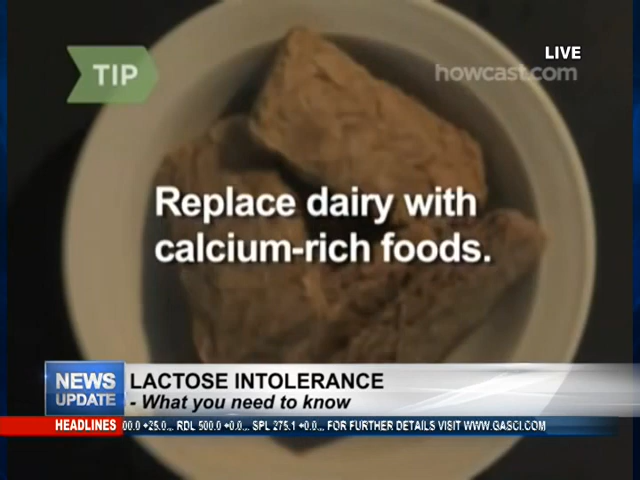 LIVE
TIP
howcast.com
Replace dairy with
calcium-rich foods.
NEWS
UPDATE
LACTOSE INTOLERANCE
- What you need to know
HEADLINES
00.0 +25.0... RDL 500.0 +0.0... SPL 275.1 +0.0... FOR FURTHER DETAILS VISIT WWW.GASCI.COM